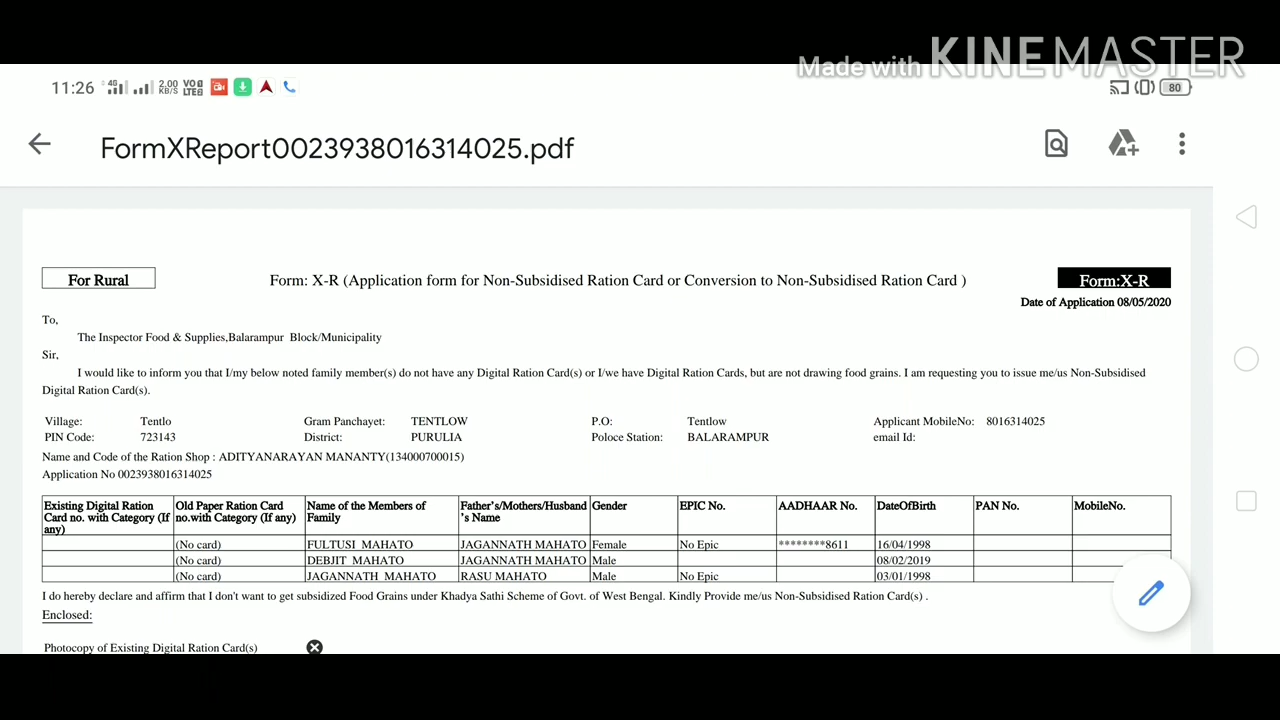 Made with KINEMASTER
11:26 4G 2.00 KB/S VO LTE 80
FormXReport0023938016314025.pdf
For Rural Form: X-R (Application form for Non-Subsidised Ration Card or Conversion to Non-Subsidised Ration Card ) Form:X-R
Date of Application 08/05/2020
To,
The Inspector Food & Supplies,Balarampur Block/Municipality
Sir,
I would like to inform you that I/my below noted family member(s) do not have any Digital Ration Card(s) or I/we have Digital Ration Cards, but are not drawing food grains. I am requesting you to issue me/us Non-Subsidised
Digital Ration Card(s).
Village: Tentlo Gram Panchayet: TENTLOW P.O: Tentlow Applicant MobileNo: 8016314025
PIN Code: 723143 District: PURULIA Poloce Station: BALARAMPUR email Id:
Name and Code of the Ration Shop : ADITYANARAYAN MANANTY(134000700015)
Application No 0023938016314025
Existing Digital Ration Old Paper Ration Card Name of the Members of Father's/Mothers/Husband Gender EPIC No. AADHAAR No. DateOfBirth PAN No. MobileNo.
Card no. with Category (If no.with Category (If any) Family 's Name
any)
(No card) FULTUSI MAHATO JAGANNATH MAHATO Female No Epic ********8611 16/04/1998
(No card) DEBJIT MAHATO JAGANNATH MAHATO Male 08/02/2019
(No card) JAGANNATH MAHATO RASU MAHATO Male No Epic 03/01/1998
I do hereby declare and affirm that I don't want to get subsidized Food Grains under Khadya Sathi Scheme of Govt. of West Bengal. Kindly Provide me/us Non-Subsidised Ration Card(s) .
Enclosed:
Photocopy of Existing Digital Ration Card(s)